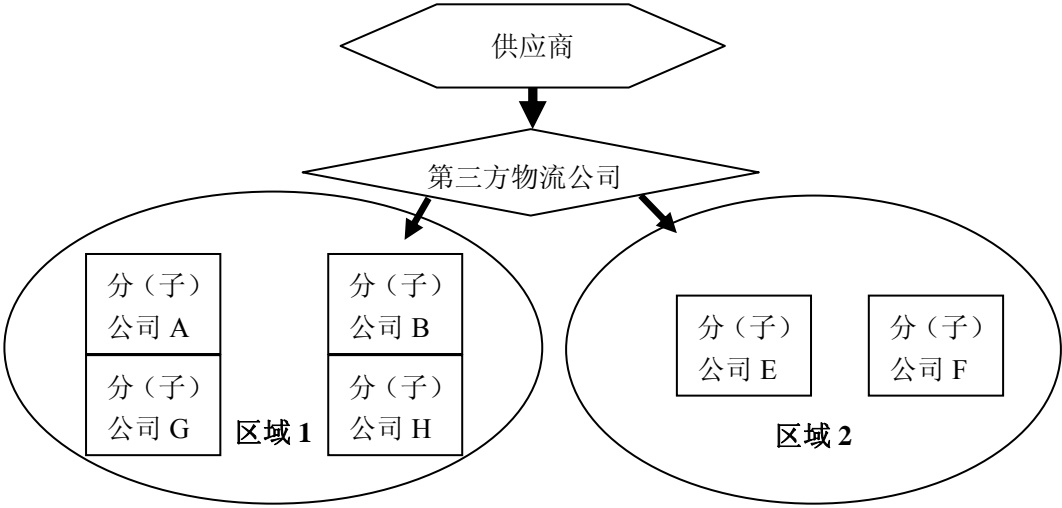 供应商
第三方物流公司
分（子）
公司 A
分（子）
公司 B
分（子）
公司 G
分（子）
公司 H
区域 1
分（子）
公司 E
分（子）
公司 F
区域 2